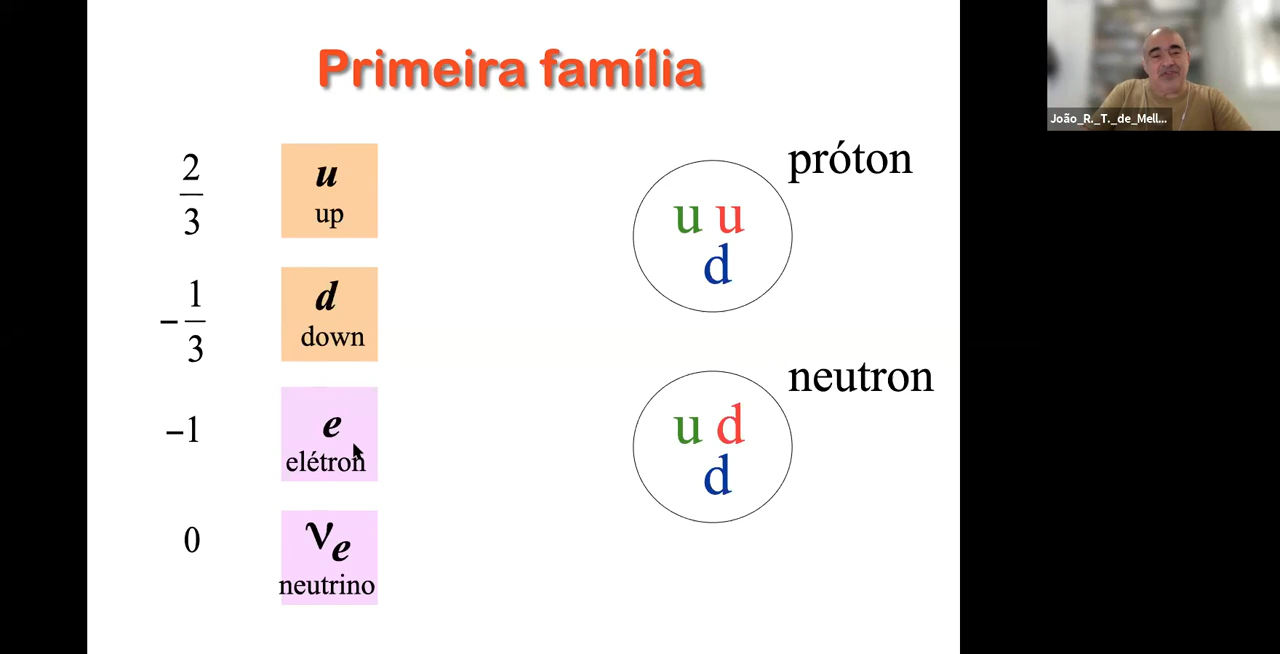 Primeira família
2
3
u
up
−
1
3
d
down
−1
e
elétron
0
νe
neutrino
próton
u u
d
neutron
u d
d
João_R._T._de_Mell...